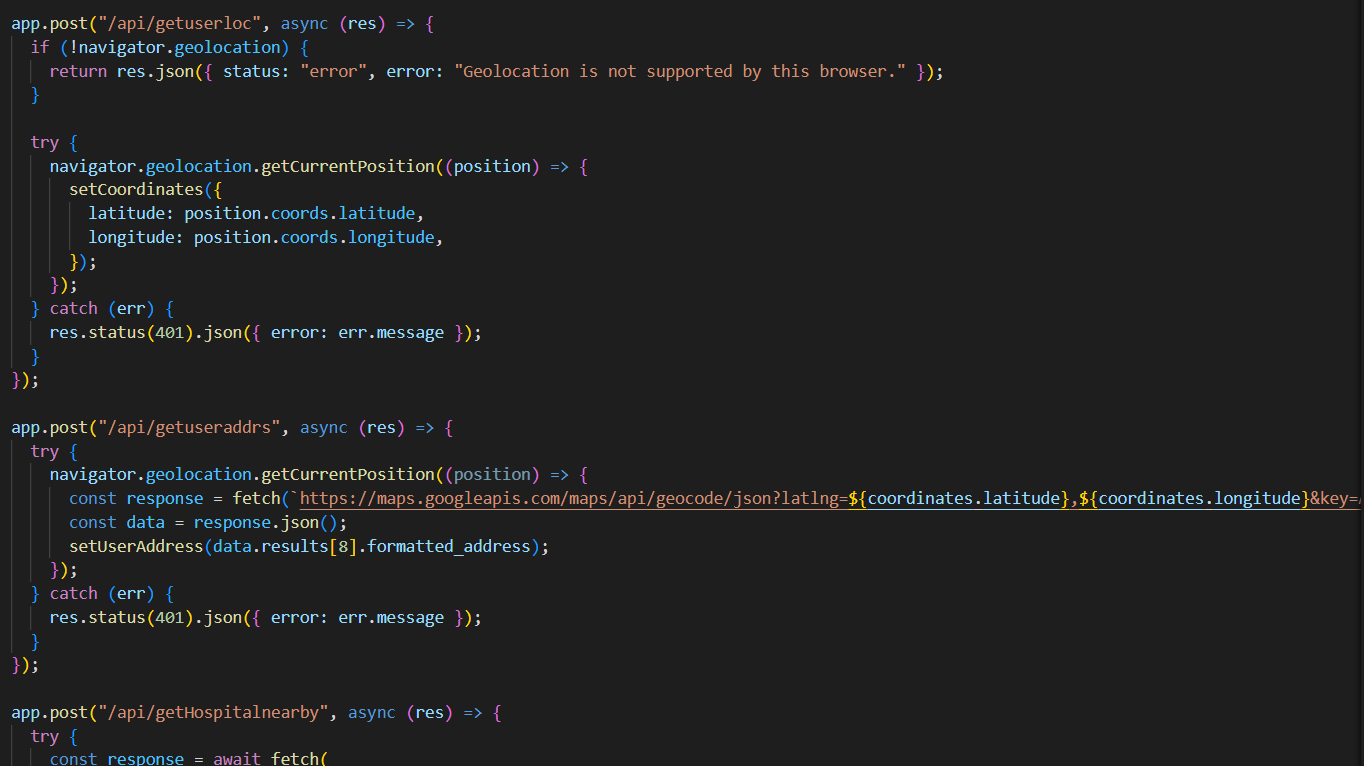 app.post("/api/getuserloc", async (res) => {
  if (!navigator.geolocation) {
    return res.json({ status: "error", error: "Geolocation is not supported by this browser." });
  }

  try {
    navigator.geolocation.getCurrentPosition((position) => {
      setCoordinates({
        latitude: position.coords.latitude,
        longitude: position.coords.longitude,
      });
    });
  } catch (err) {
    res.status(401).json({ error: err.message });
  }
});

app.post("/api/getuseraddrs", async (res) => {
  try {
    navigator.geolocation.getCurrentPosition((position) => {
      const response = fetch(`https://maps.googleapis.com/maps/api/geocode/json?latlng=${coordinates.latitude},${coordinates.longitude}&key=
      const data = response.json();
      setUserAddress(data.results[8].formatted_address);
    });
  } catch (err) {
    res.status(401).json({ error: err.message });
  }
});

app.post("/api/getHospitalnearby", async (res) => {
  try {
    const response = await fetch(